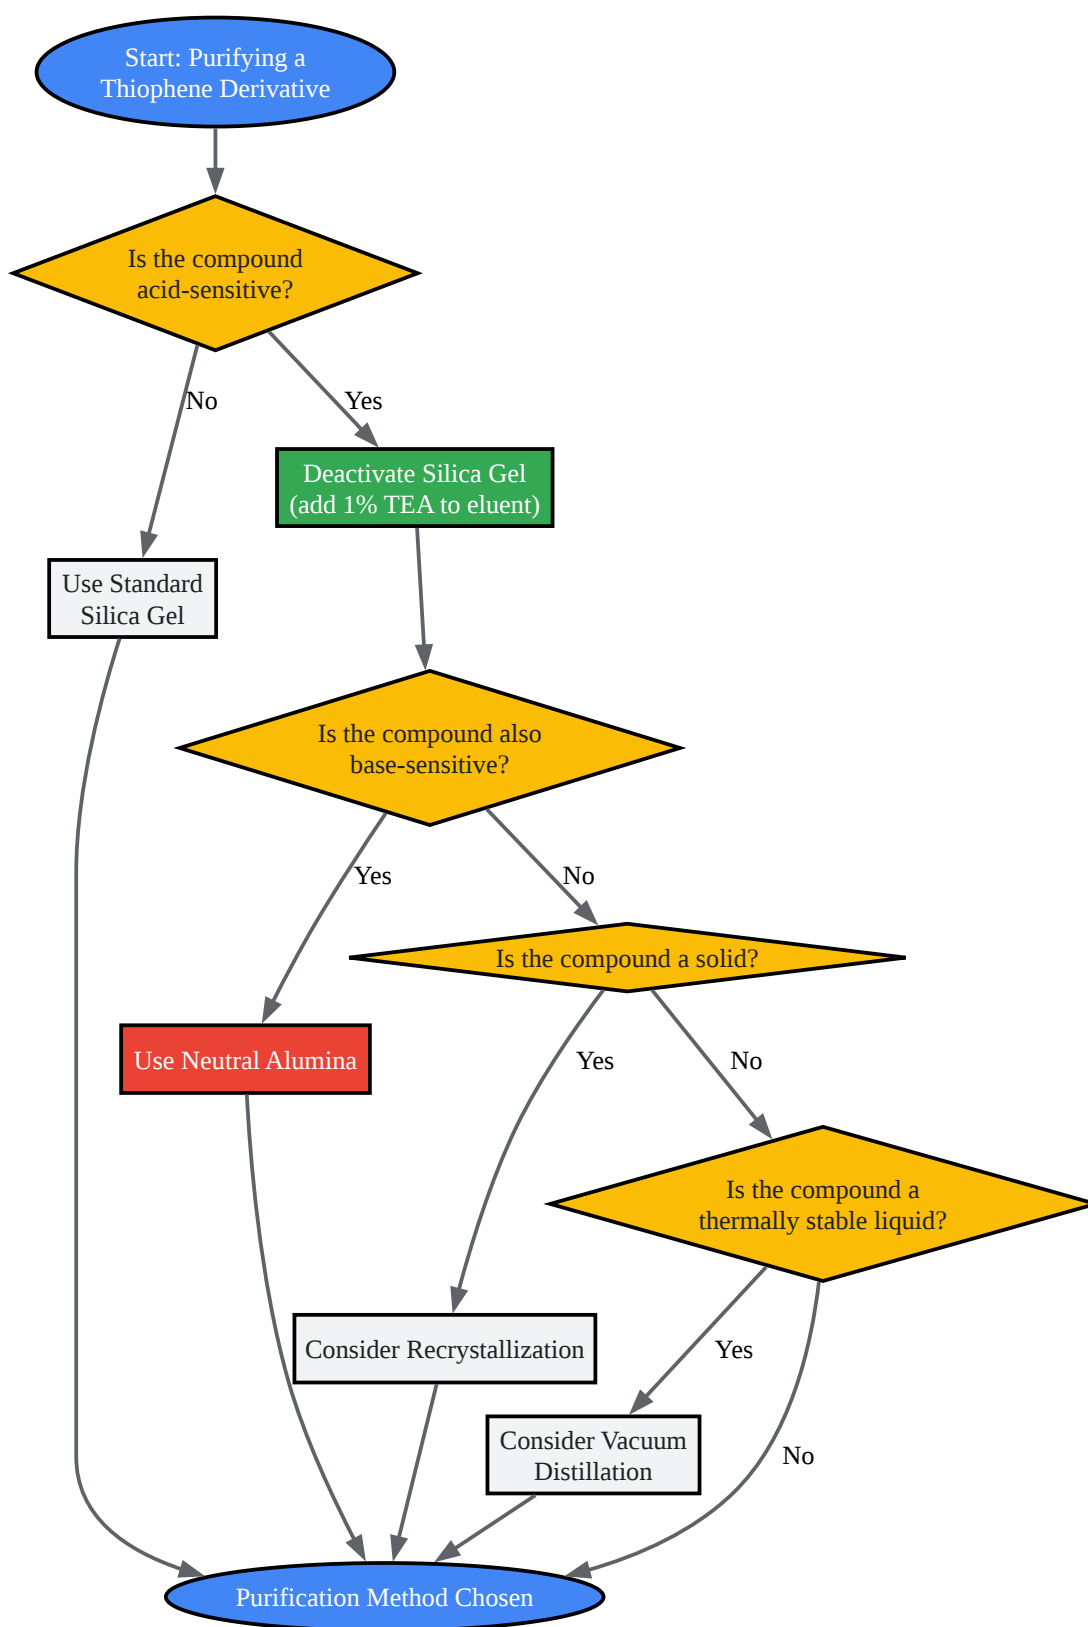 Start: Purifying a
Thiophene Derivative
Is the compound
acid-sensitive?
No
Yes
Deactivate Silica Gel
(add 1% TEA to eluent)
Use Standard
Silica Gel
Is the compound also
base-sensitive?
Yes
No
Is the compound a solid?
Use Neutral Alumina
Yes
No
Is the compound a
thermally stable liquid?
Consider Recrystallization
Yes
Consider Vacuum
Distillation
No
Purification Method Chosen